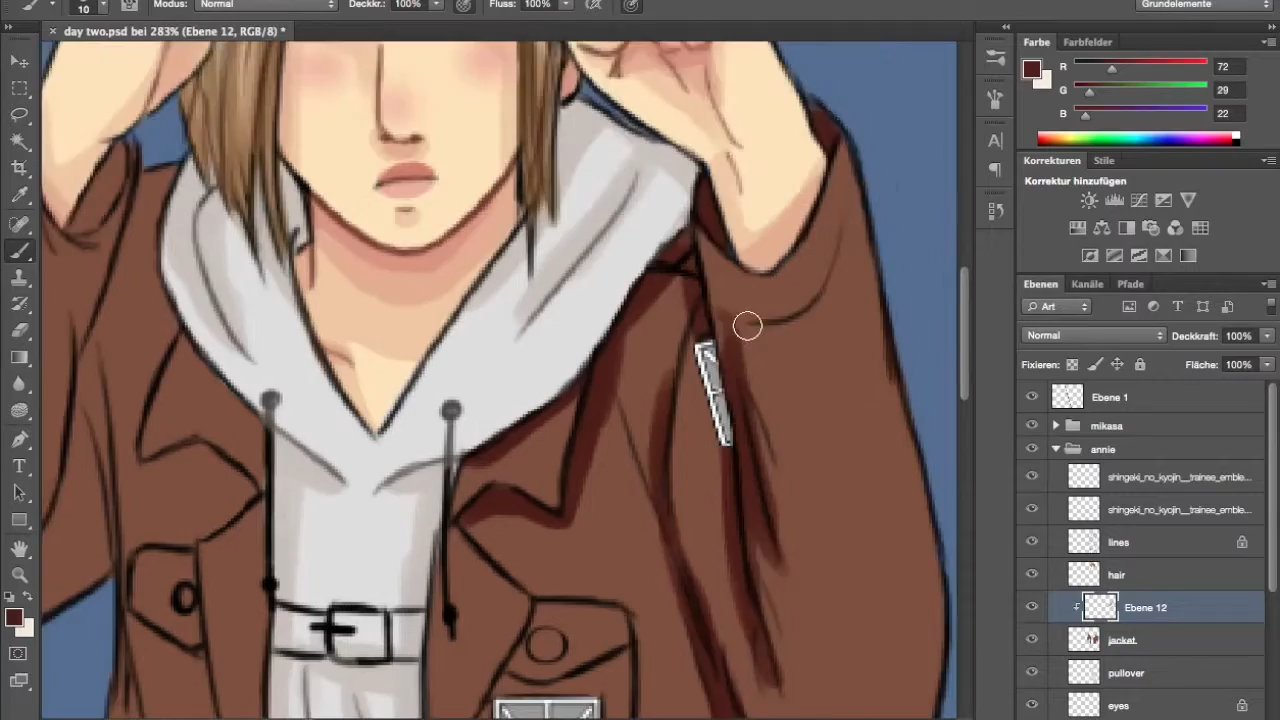 10
Modus: Normal
Deckkr.: 100%
Fluss: 100%
Grundelemente
× day two.psd bei 283% (Ebene 12, RGB/8) *
Farbe Farbfelder
R 72
G 29
B 22
Korrekturen Stile
Korrektur hinzufügen
Ebenen Kanäle Pfade
Art
Normal Deckkraft: 100%
Fixieren: Fläche: 100%
Ebene 1
mikasa
annie
shingeki_no_kyojin__trainee_emble...
shingeki_no_kyojin__trainee_emble...
lines
hair
Ebene 12
jacket.
pullover
eyes